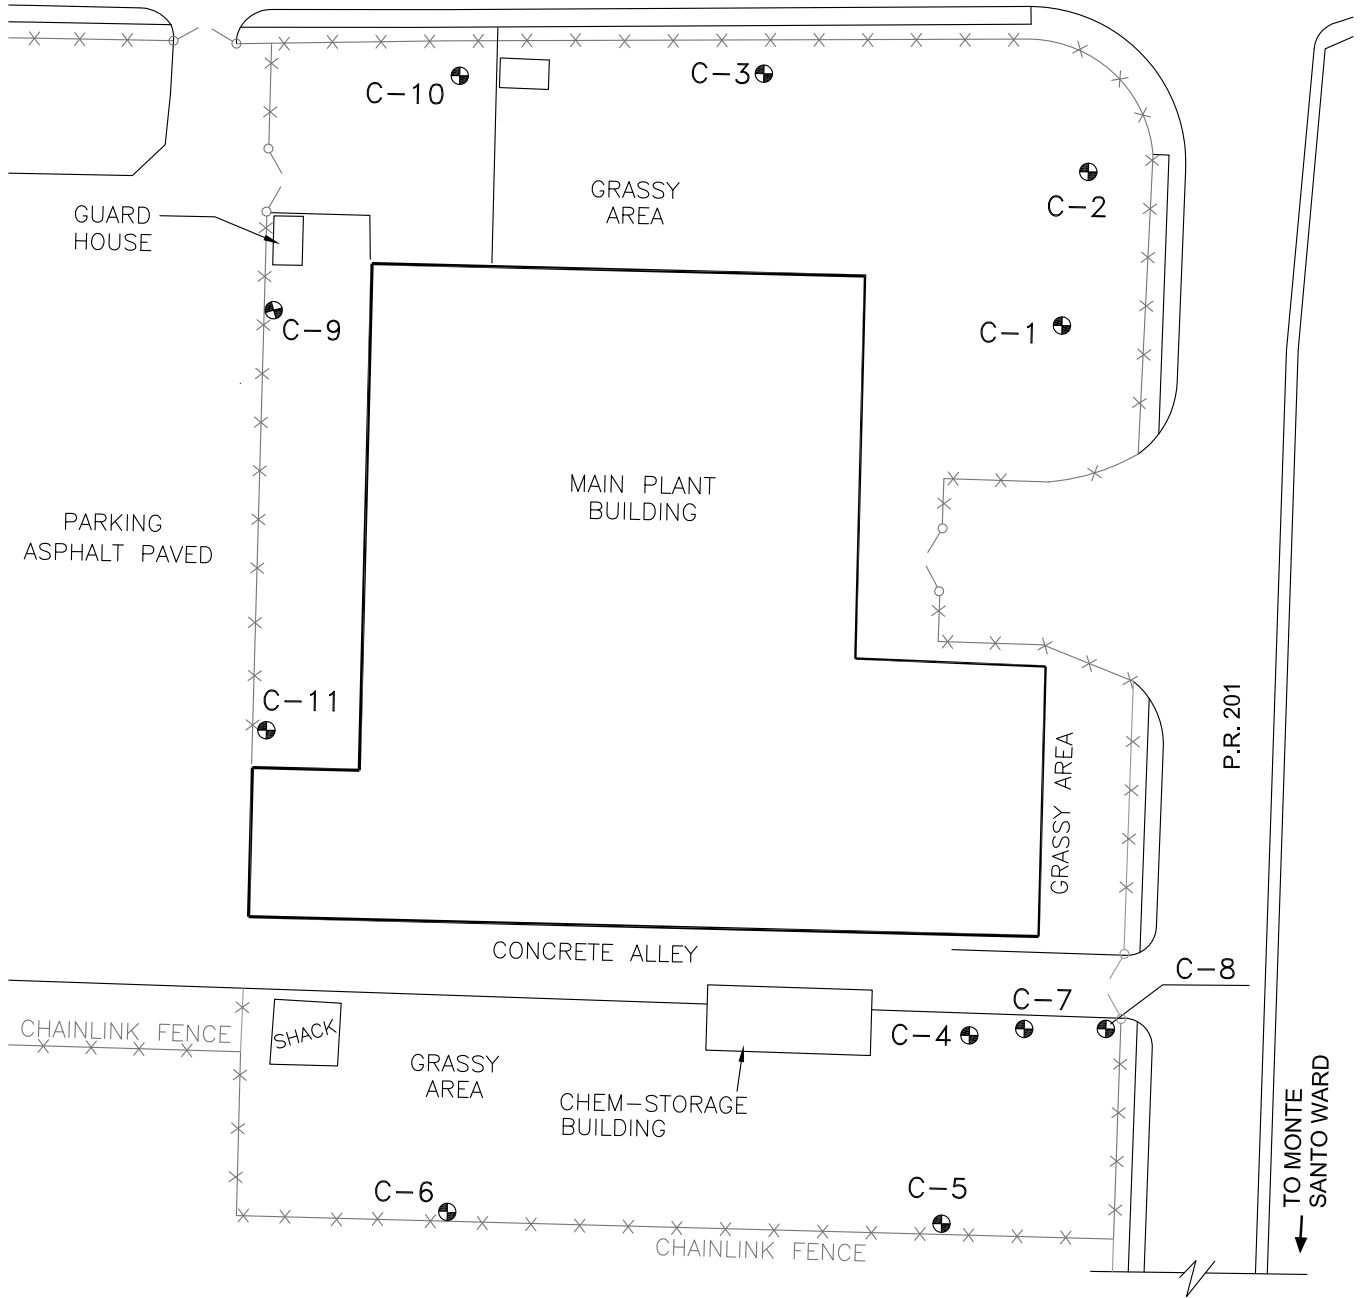 C-10
C-3
GRASSY
AREA
C-2
GUARD
HOUSE
C-9
C-1
MAIN PLANT
BUILDING
PARKING
ASPHALT PAVED
C-11
P.R. 201
GRASSY AREA
CONCRETE ALLEY
C-8
C-7
C-4
CHAINLINK FENCE
SHACK
GRASSY
AREA
CHEM-STORAGE
BUILDING
TO MONTE
SANTO WARD
C-6
C-5
CHAINLINK FENCE